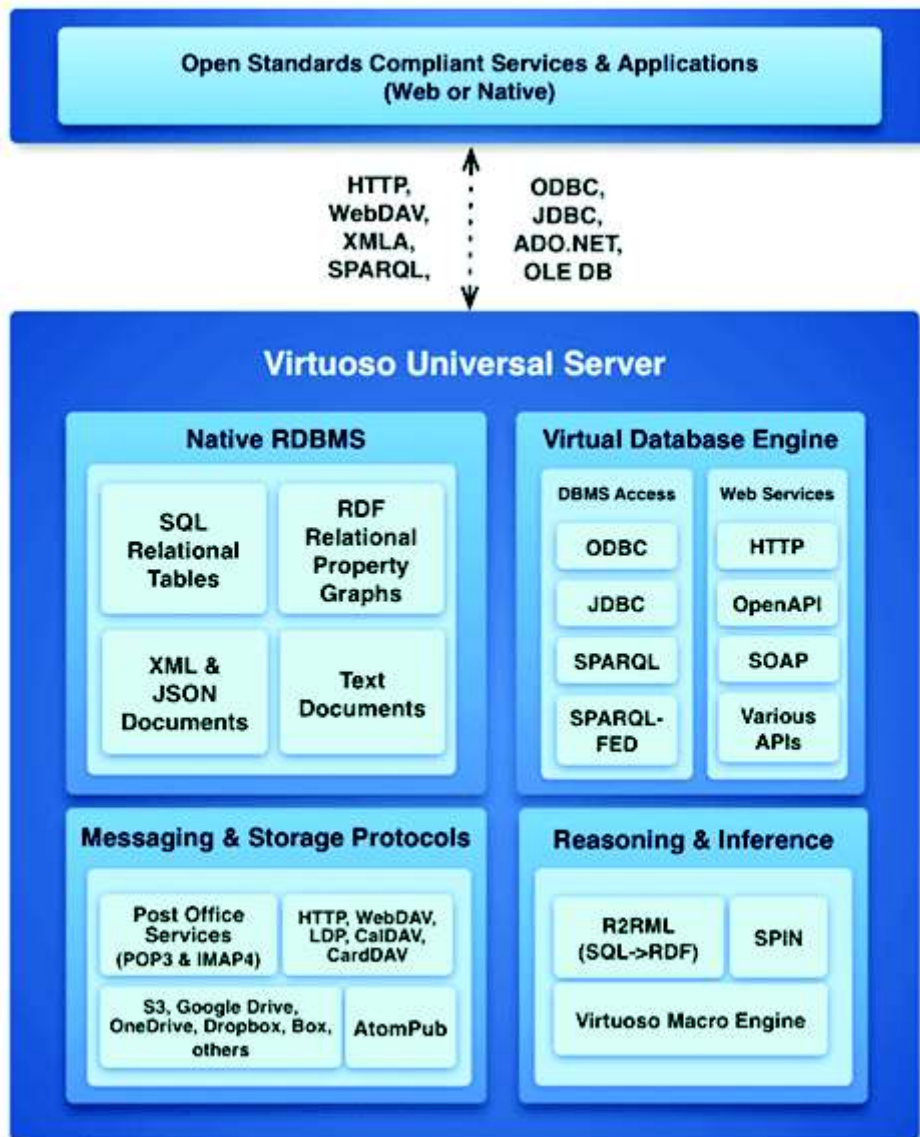 Open Standards Compliant Services & Applications
(Web or Native)
HTTP,
WebDAV,
XMLA,
SPARQL,
ODBC,
JDBC,
ADO.NET,
OLE DB
Virtuoso Universal Server
Native RDBMS
SQL
Relational
Tables
RDF
Relational
Property
Graphs
XML &
JSON
Documents
Text
Documents
Virtual Database Engine
DBMS Access
ODBC
JDBC
SPARQL
SPARQL-
FED
Web Services
HTTP
OpenAPI
SOAP
Various
APIs
Messaging & Storage Protocols
Post Office
Services
(POP3 & IMAP4)
HTTP, WebDAV,
LDP, CalDAV,
CardDAV
S3, Google Drive,
OneDrive, Dropbox, Box,
others
AtomPub
Reasoning & Inference
R2RML
(SQL->RDF)
SPIN
Virtuoso Macro Engine